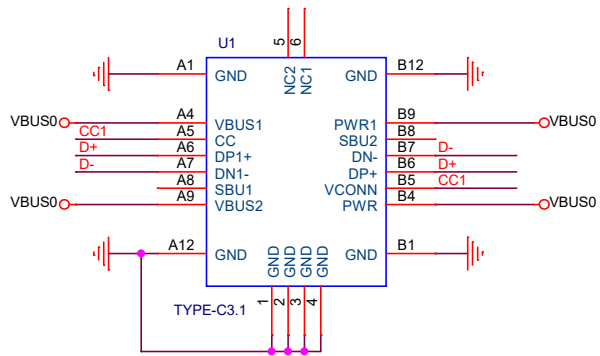 U1
5
6
A1
GND
NC2
NC1
GND
B12
VBUS0
A4
VBUS1
PWR1
B9
VBUS0
CC1
A5
CC
SBU2
B8
D+
A6
DP1+
DN-
B7
D-
D-
A7
DN1-
DP+
B6
D+
A8
SBU1
VCONN
B5
CC1
VBUS0
A9
VBUS2
PWR
B4
VBUS0
A12
GND
GND
GND
GND
GND
GND
B1
1
2
3
4
TYPE-C3.1